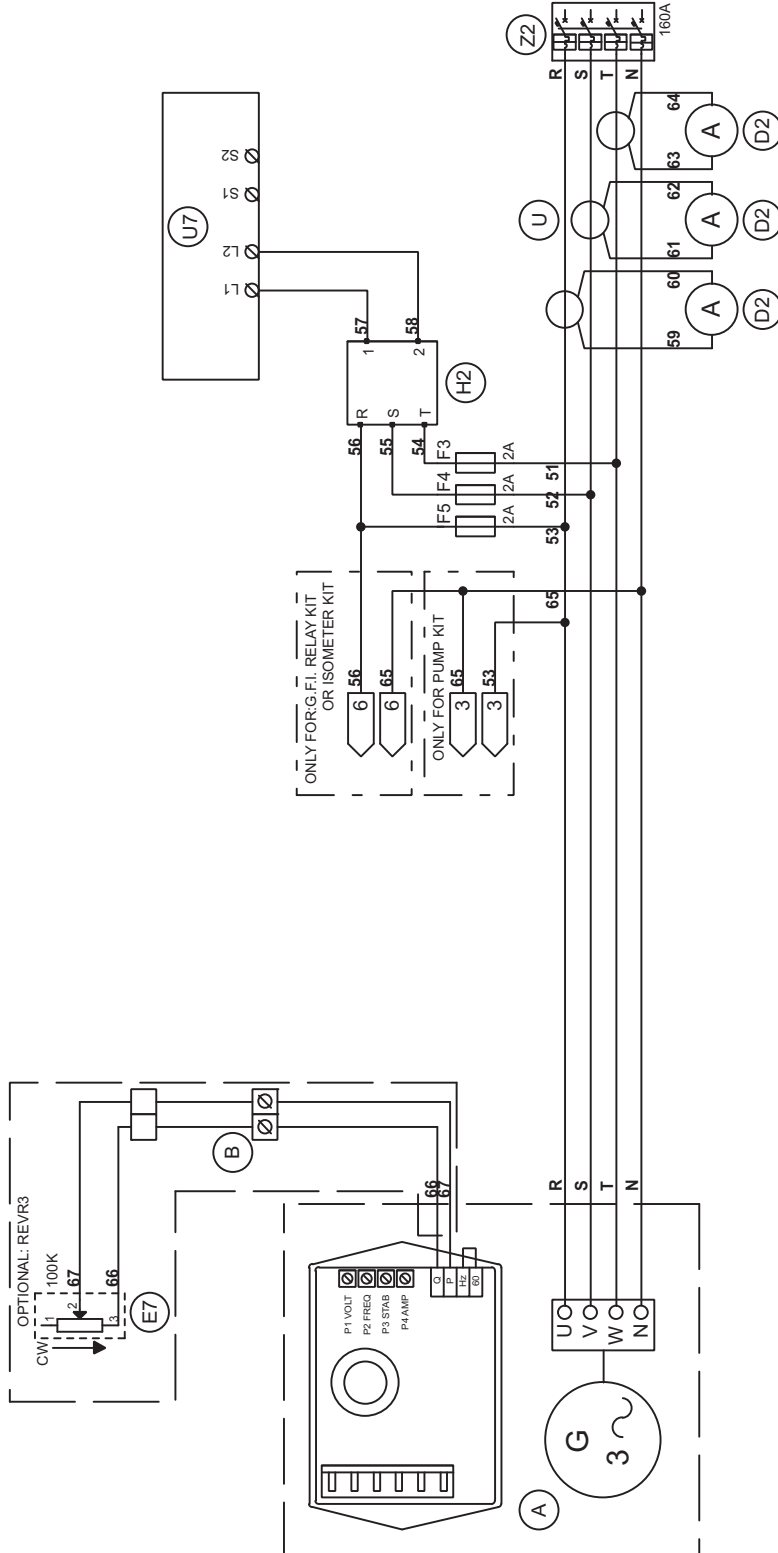 Z2
160A
R
S
T
N
64
63
A
D2
U
62
61
A
D2
60
59
A
D2
U7
S2
S1
L2
L1
57
58
1
2
R
S
T
H2
56
55
54
F3
2A
F4
2A
F5
2A
51
52
53
65
ONLY FOR:G.F.I. RELAY KIT
OR ISOMETER KIT
56
6
65
6
ONLY FOR PUMP KIT
65
3
53
3
OPTIONAL: REVR3
100K
67
66
1
2
3
CW
E7
B
66
67
R
S
T
N
P1 VOLT
P2 FREQ
P3 STAB
P4 AMP
Q
P
Hz
60
U
V
W
N
G
3
A